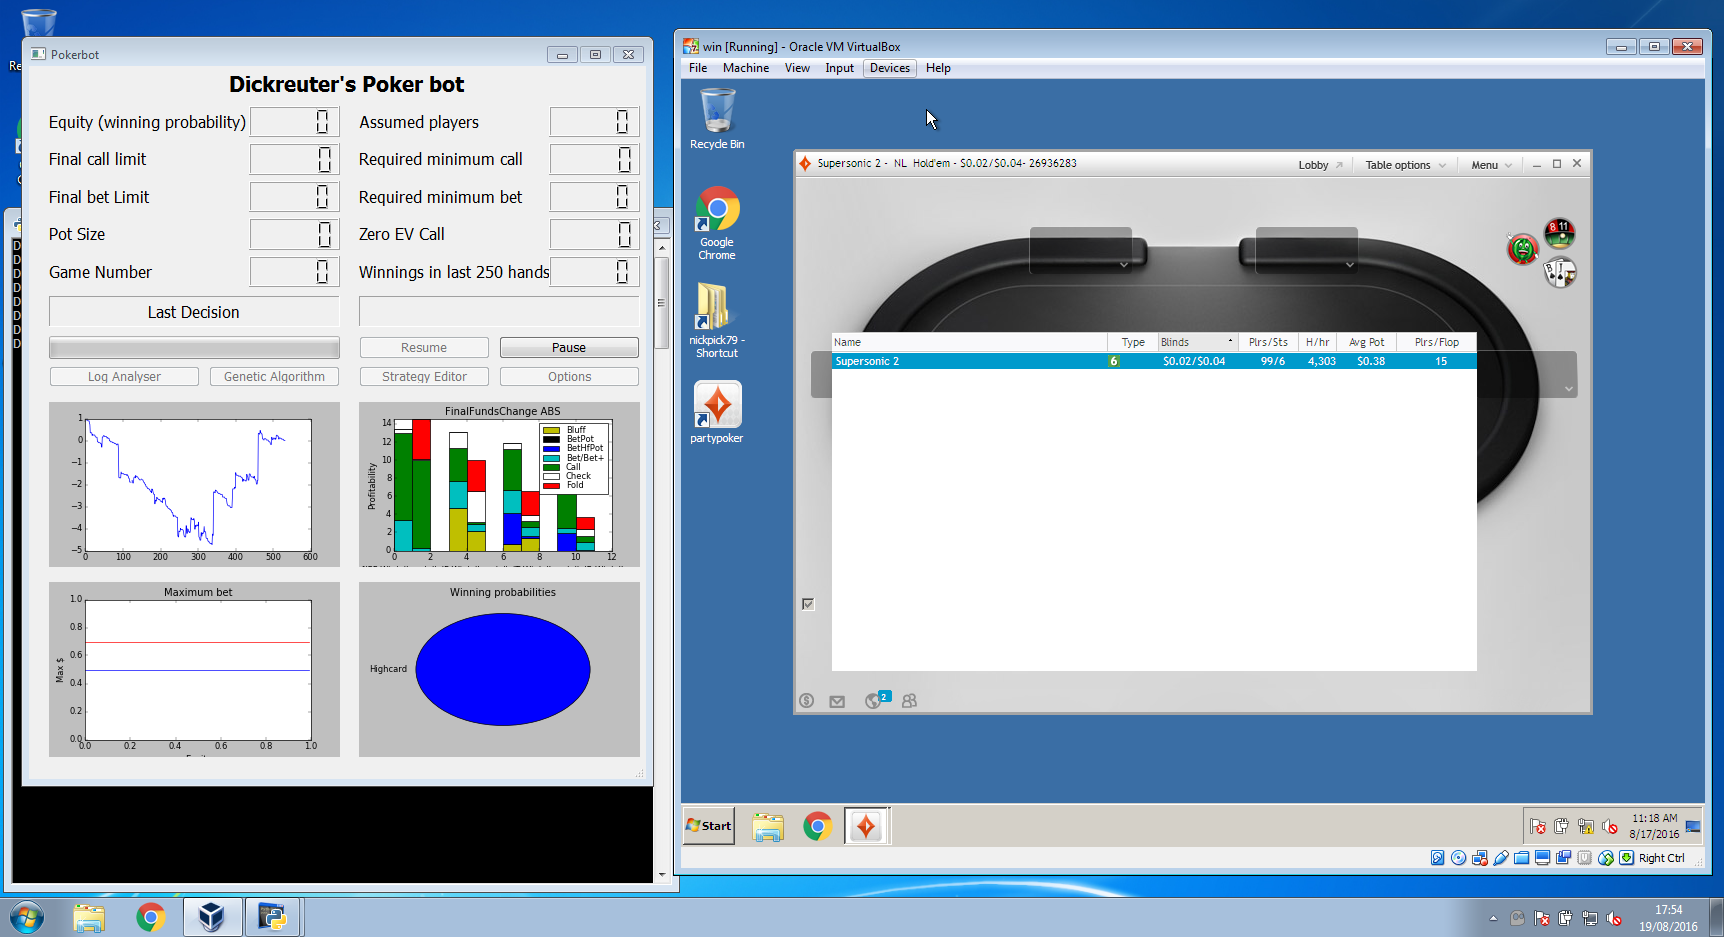 Re
Pokerbot
Dickreuter's Poker bot
Equity (winning probability) 0 Assumed players 0
Final call limit 0 Required minimum call 0
Final bet Limit 0 Required minimum bet 0
Pot Size 0 Zero EV Call 0
Game Number 0 Winnings in last 250 hands 0
Last Decision
Resume Pause
Log Analyser Genetic Algorithm Strategy Editor Options
1
0
−1
−2
−3
−4
−5
0 100 200 300 400 500 600
FinalFundsChange ABS
Profitability
14
12
10
8
6
4
2
0
0 2 4 6 8 10 12
Bluff
BetPot
BetHfPot
Bet/Bet+
Call
Check
Fold
Maximum bet
Max $
1.0
0.8
0.6
0.4
0.2
0.0
0.0 0.2 0.4 0.6 0.8 1.0
Winning probabilities
Highcard
D
D
D
D
D
D
D
D
win [Running] - Oracle VM VirtualBox
File Machine View Input Devices Help
Recycle Bin
Google
Chrome
nickpick79 -
Shortcut
partypoker
Supersonic 2 - NL Hold'em - $0.02/$0.04- 26936283
Lobby Table options Menu
8 11
Name Type Blinds Plrs/Sts H/hr Avg Pot Plrs/Flop
Supersonic 2 6 $0.02/$0.04 99/6 4,303 $0.38 15
2
Start
11:18 AM
8/17/2016
Right Ctrl
17:54
19/08/2016